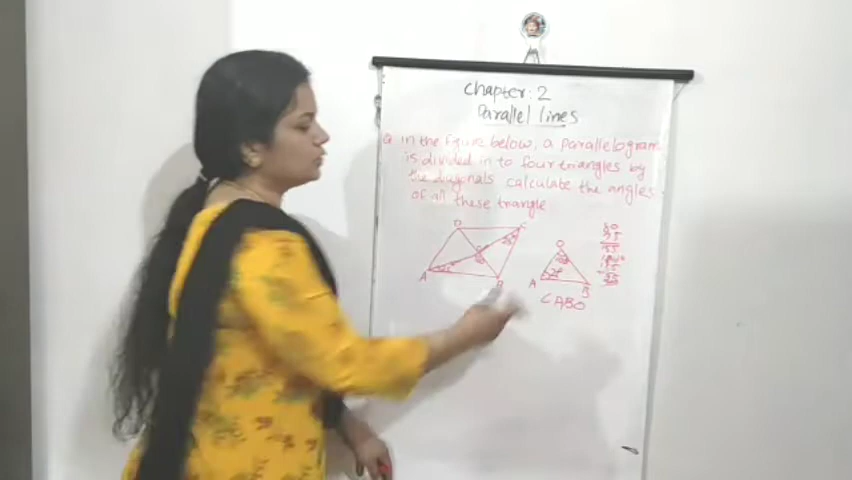 Chapter: 2
Parallel lines
Q in the figure below, a parallelogram
is divided in to four triangles by
the diagonals calculate the angles
of all these triangle
D C
A B
O
A B
<ABO